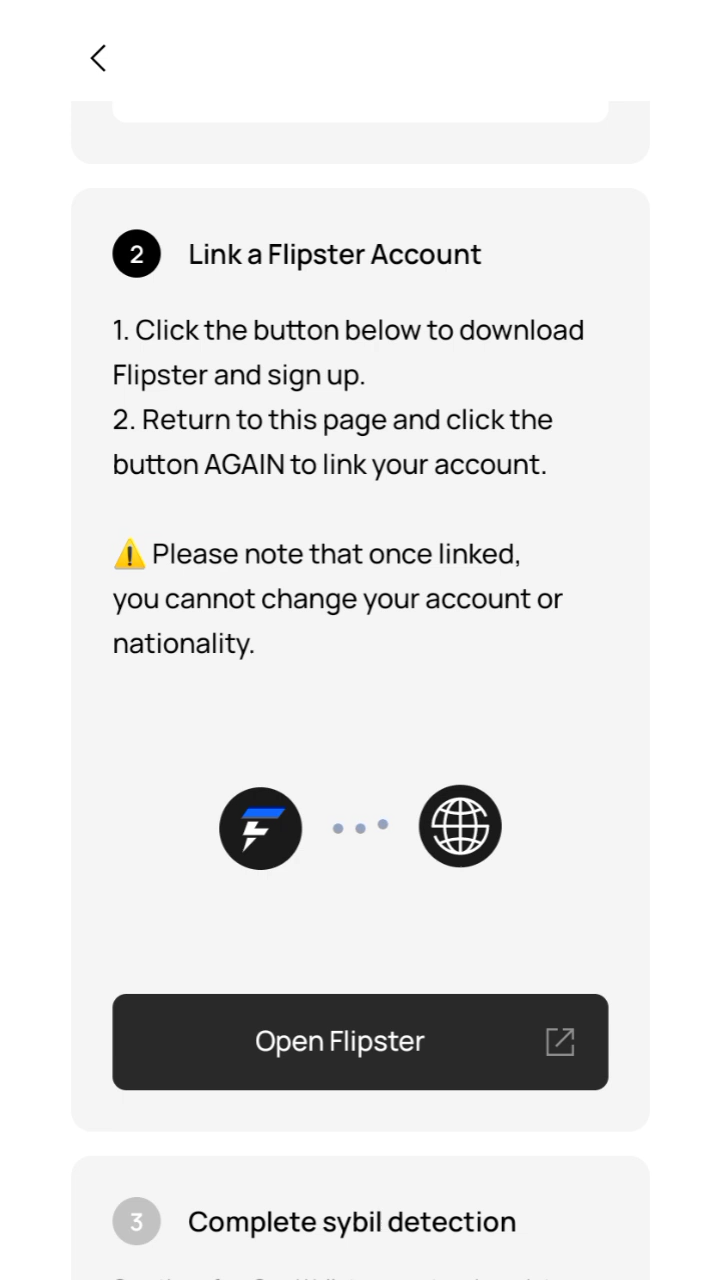 2 Link a Flipster Account
1. Click the button below to download
Flipster and sign up.
2. Return to this page and click the
button AGAIN to link your account.
⚠️ Please note that once linked,
you cannot change your account or
nationality.
Open Flipster
3 Complete sybil detection